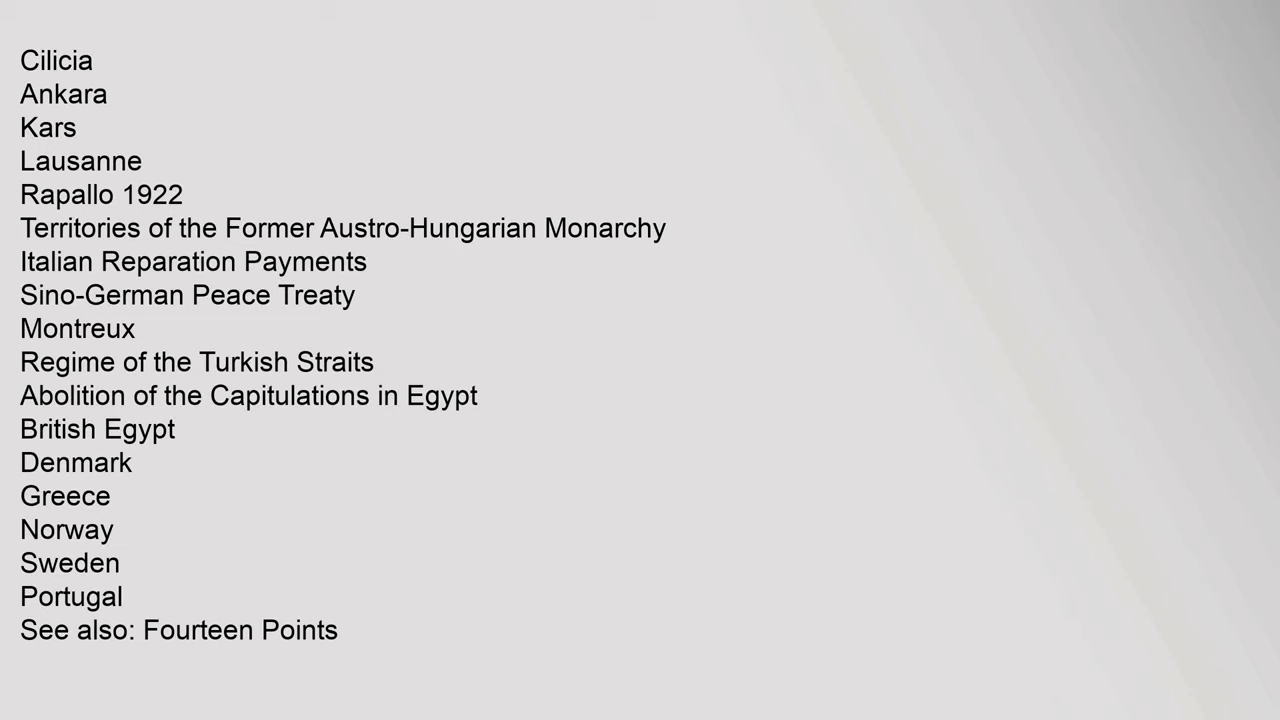 Cilicia
Ankara
Kars
Lausanne
Rapallo 1922
Territories of the Former Austro-Hungarian Monarchy
Italian Reparation Payments
Sino-German Peace Treaty
Montreux
Regime of the Turkish Straits
Abolition of the Capitulations in Egypt
British Egypt
Denmark
Greece
Norway
Sweden
Portugal
See also: Fourteen Points